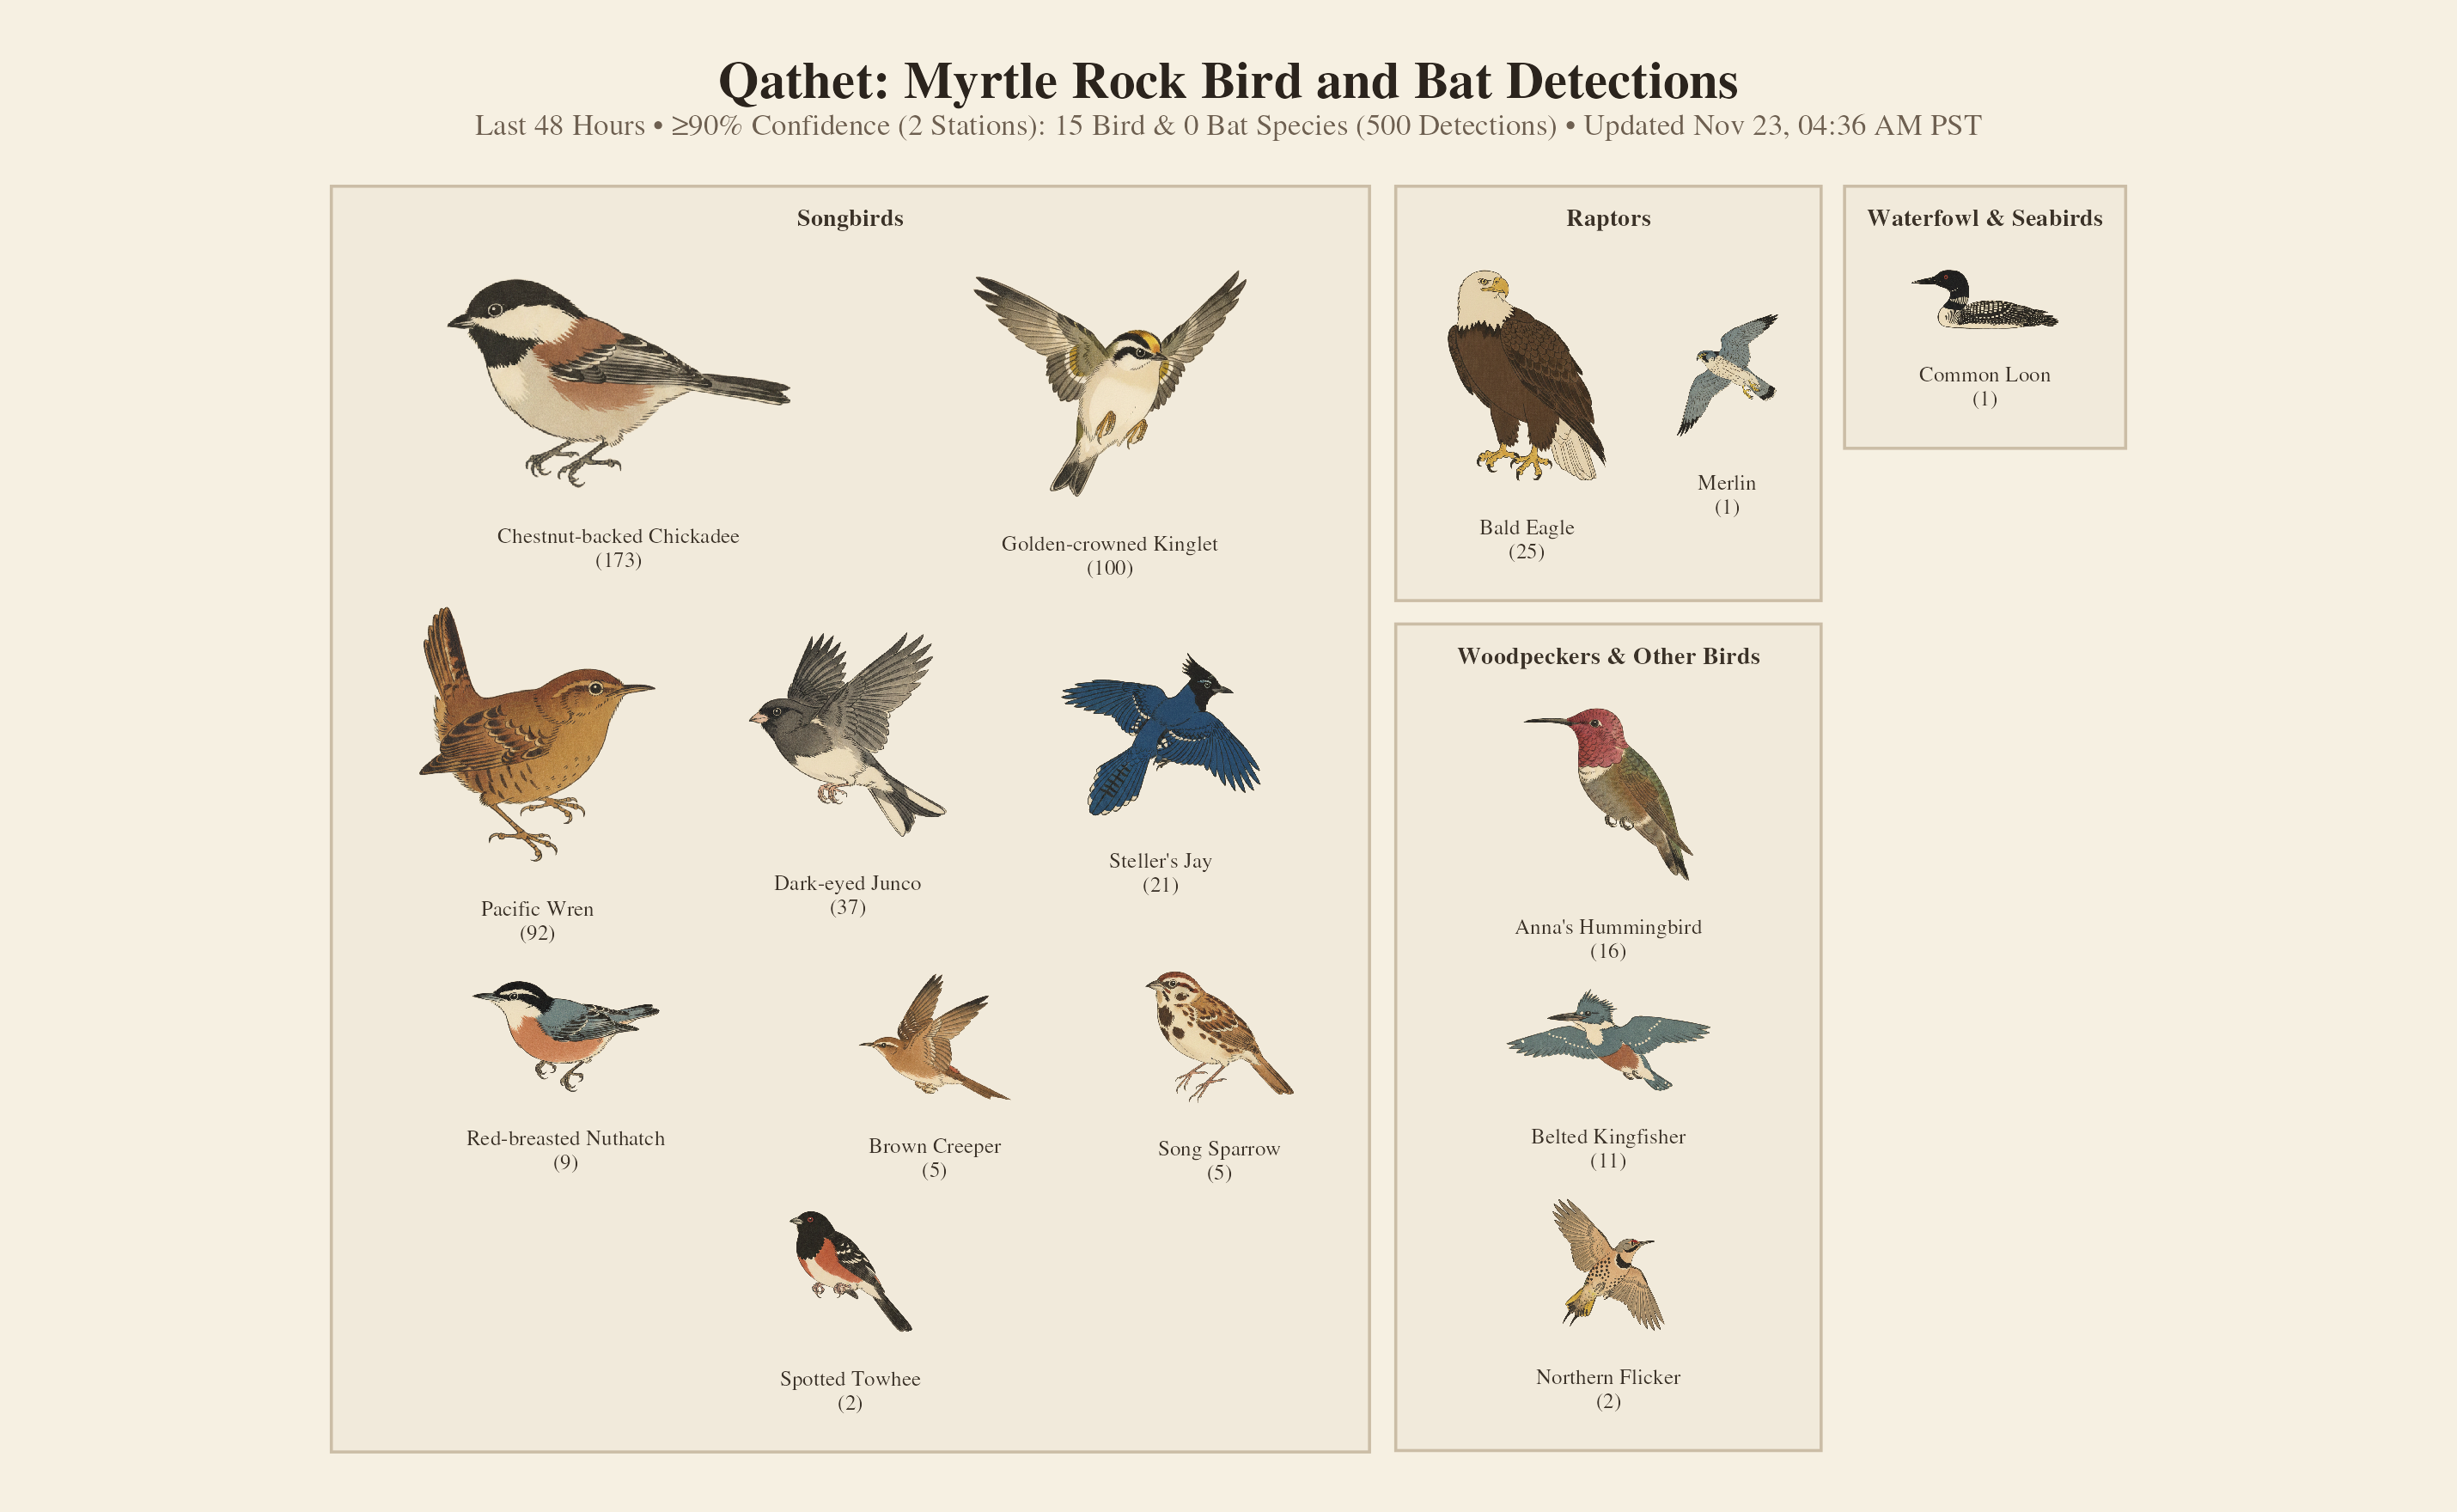 Qathet: Myrtle Rock Bird and Bat Detections
Last 48 Hours • ≥90% Confidence (2 Stations): 15 Bird & 0 Bat Species (500 Detections) • Updated Nov 23, 04:36 AM PST
Songbirds
Chestnut-backed Chickadee
(173)
Golden-crowned Kinglet
(100)
Pacific Wren
(92)
Dark-eyed Junco
(37)
Steller's Jay
(21)
Red-breasted Nuthatch
(9)
Brown Creeper
(5)
Song Sparrow
(5)
Spotted Towhee
(2)
Raptors
Bald Eagle
(25)
Merlin
(1)
Woodpeckers & Other Birds
Anna's Hummingbird
(16)
Belted Kingfisher
(11)
Northern Flicker
(2)
Waterfowl & Seabirds
Common Loon
(1)